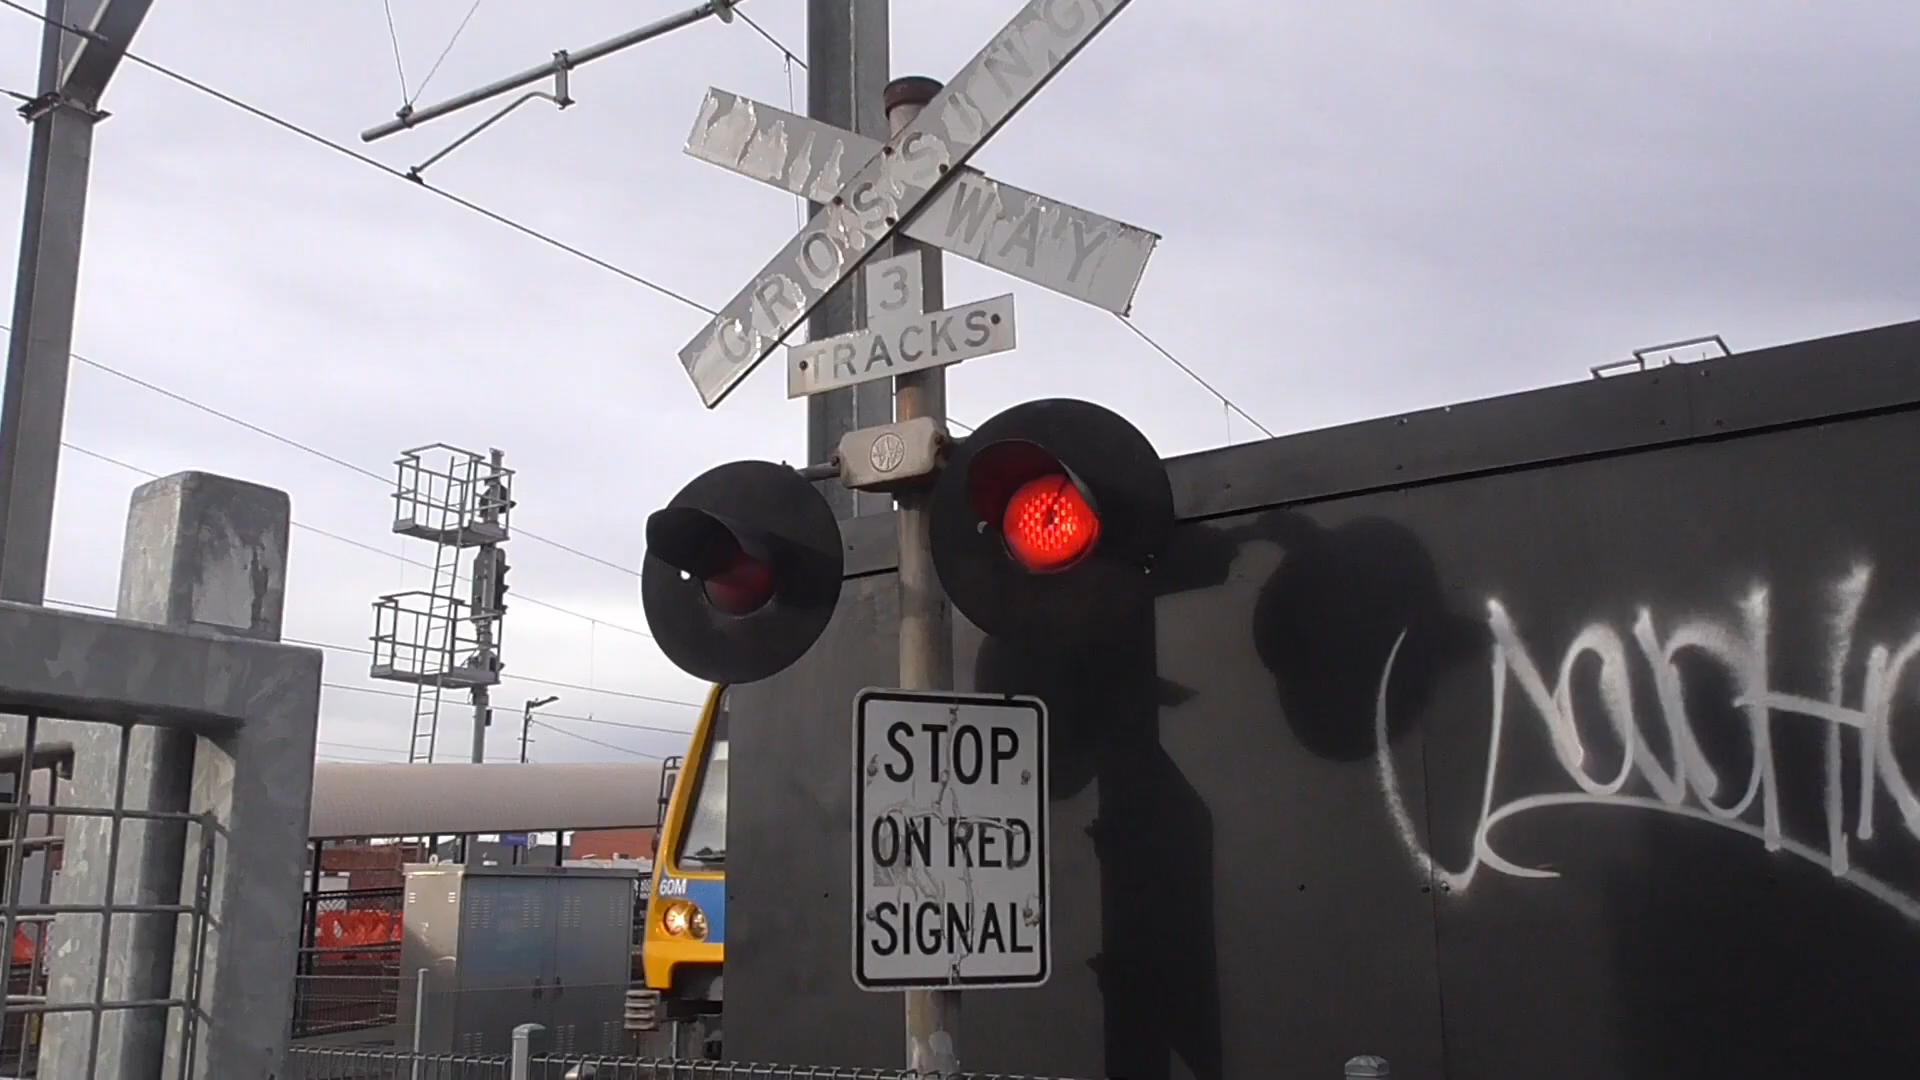 RAILWAY
CROSSING
3
TRACKS
STOP
ON RED
SIGNAL
60M